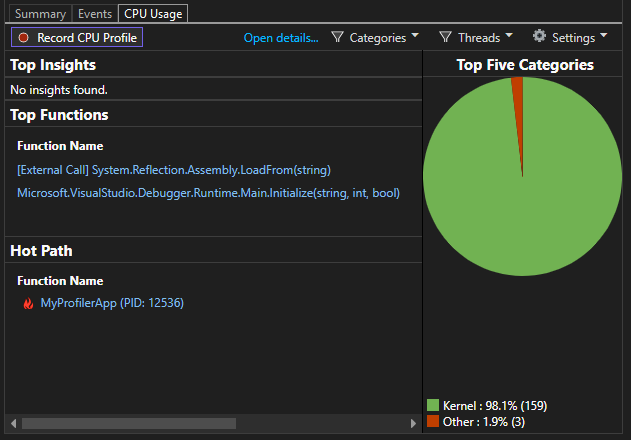 Summary Events CPU Usage
Record CPU Profile Open details... Categories Threads Settings
Top Insights
No insights found.
Top Functions
Function Name
[External Call] System.Reflection.Assembly.LoadFrom(string)
Microsoft.VisualStudio.Debugger.Runtime.Main.Initialize(string, int, bool)
Hot Path
Function Name
MyProfilerApp (PID: 12536)
Top Five Categories
Kernel : 98.1% (159)
Other : 1.9% (3)